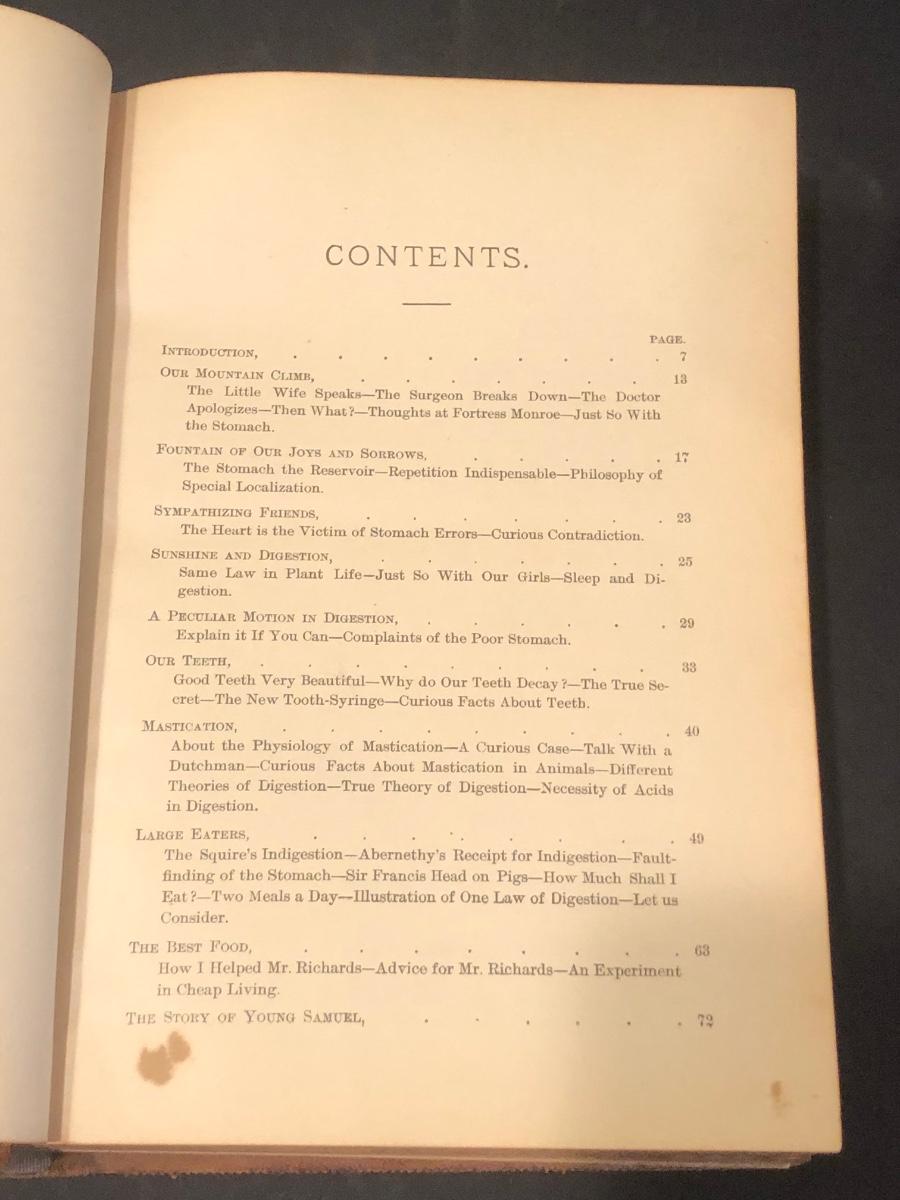 CONTENTS.
PAGE.
INTRODUCTION, . . . . . . . . . 7
OUR MOUNTAIN CLIMB, . . . . . . . 13
The Little Wife Speaks—The Surgeon Breaks Down—The Doctor
Apologizes—Then What?—Thoughts at Fortress Monroe—Just So With
the Stomach.
FOUNTAIN OF OUR JOYS AND SORROWS, . . . . . 17
The Stomach the Reservoir—Repetition Indispensable—Philosophy of
Special Localization.
SYMPATHIZING FRIENDS, . . . . . . . 23
The Heart is the Victim of Stomach Errors—Curious Contradiction.
SUNSHINE AND DIGESTION, . . . . . . . 25
Same Law in Plant Life—Just So With Our Girls—Sleep and Di-
gestion.
A PECULIAR MOTION IN DIGESTION, . . . . . . 29
Explain it If You Can—Complaints of the Poor Stomach.
OUR TEETH, . . . . . . . . . 33
Good Teeth Very Beautiful—Why do Our Teeth Decay?—The True Se-
cret—The New Tooth-Syringe—Curious Facts About Teeth.
MASTICATION, . . . . . . . . . 40
About the Physiology of Mastication—A Curious Case—Talk With a
Dutchman—Curious Facts About Mastication in Animals—Different
Theories of Digestion—True Theory of Digestion—Necessity of Acids
in Digestion.
LARGE EATERS, . . . . . . . . 49
The Squire's Indigestion—Abernethy's Receipt for Indigestion—Fault-
finding of the Stomach—Sir Francis Head on Pigs—How Much Shall I
Eat?—Two Meals a Day—Illustration of One Law of Digestion—Let us
Consider.
THE BEST FOOD, . . . . . . . . 63
How I Helped Mr. Richards—Advice for Mr. Richards—An Experiment
in Cheap Living.
THE STORY OF YOUNG SAMUEL, . . . . . . 72